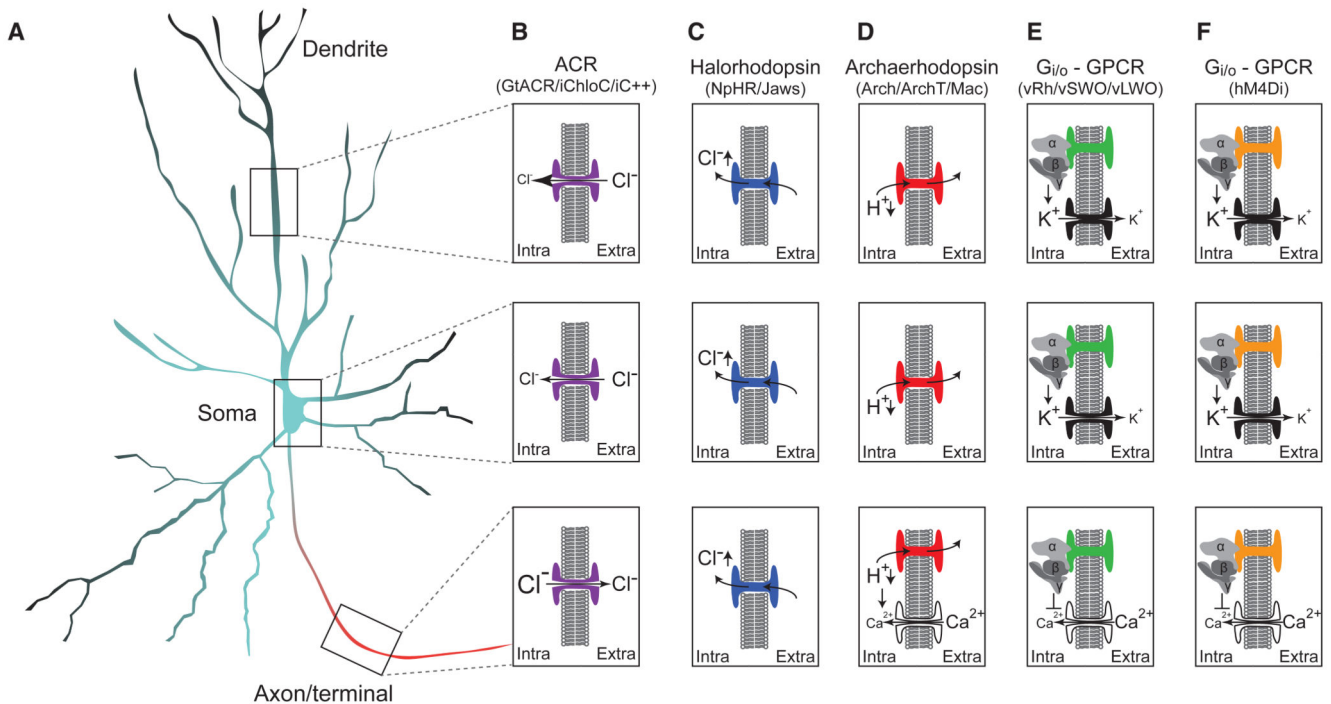 A
B
C
D
E
F
Dendrite
Soma
Axon/terminal
ACR
(GtACR/iChloC/iC++)
Halorhodopsin
(NpHR/Jaws)
Archaerhodopsin
(Arch/ArchT/Mac)
Gi/o - GPCR
(vRh/vSWO/vLWO)
Gi/o - GPCR
(hM4Di)
Cl⁻ Cl⁻
Intra Extra
Cl⁻
Intra Extra
H⁺
Intra Extra
α
β
γ
K⁺ K⁺
Intra Extra
α
β
γ
K⁺ K⁺
Intra Extra
Cl⁻ Cl⁻
Intra Extra
Cl⁻
Intra Extra
H⁺
Intra Extra
α
β
γ
K⁺ K⁺
Intra Extra
α
β
γ
K⁺ K⁺
Intra Extra
Cl⁻ Cl⁻
Intra Extra
Cl⁻
Intra Extra
H⁺
Ca²⁺ Ca²⁺
Intra Extra
α
β
γ
Ca²⁺ Ca²⁺
Intra Extra
α
β
γ
Ca²⁺ Ca²⁺
Intra Extra